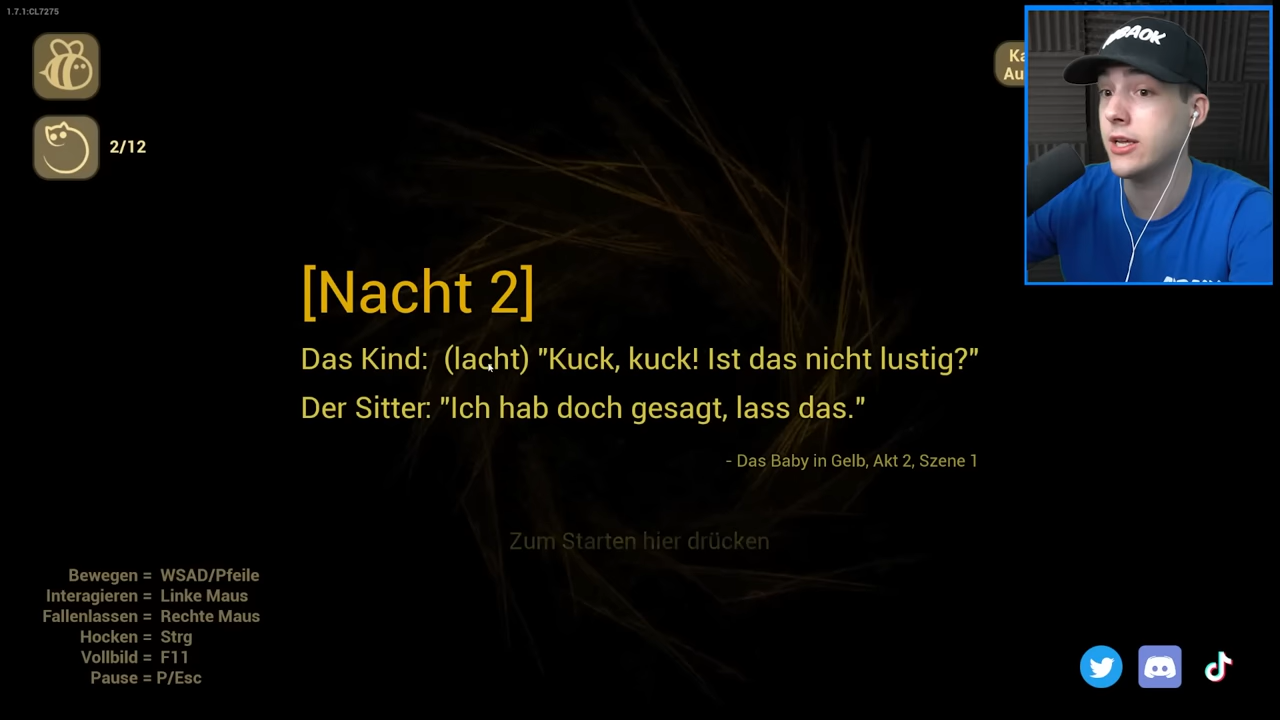 1.7.1:CL7275
2/12
[Nacht 2]
Das Kind:  (lacht) "Kuck, kuck! Ist das nicht lustig?"
Der Sitter: "Ich hab doch gesagt, lass das."
- Das Baby in Gelb, Akt 2, Szene 1
Zum Starten hier drücken
Bewegen = WSAD/Pfeile
Interagieren = Linke Maus
Fallenlassen = Rechte Maus
Hocken = Strg
Vollbild = F11
Pause = P/Esc